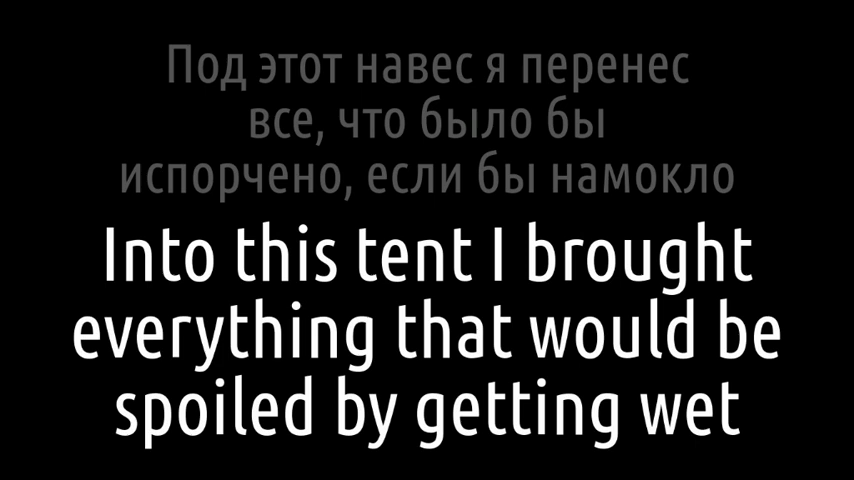 Под этот навес я перенес
все, что было бы
испорчено, если бы намокло
Into this tent I brought
everything that would be
spoiled by getting wet